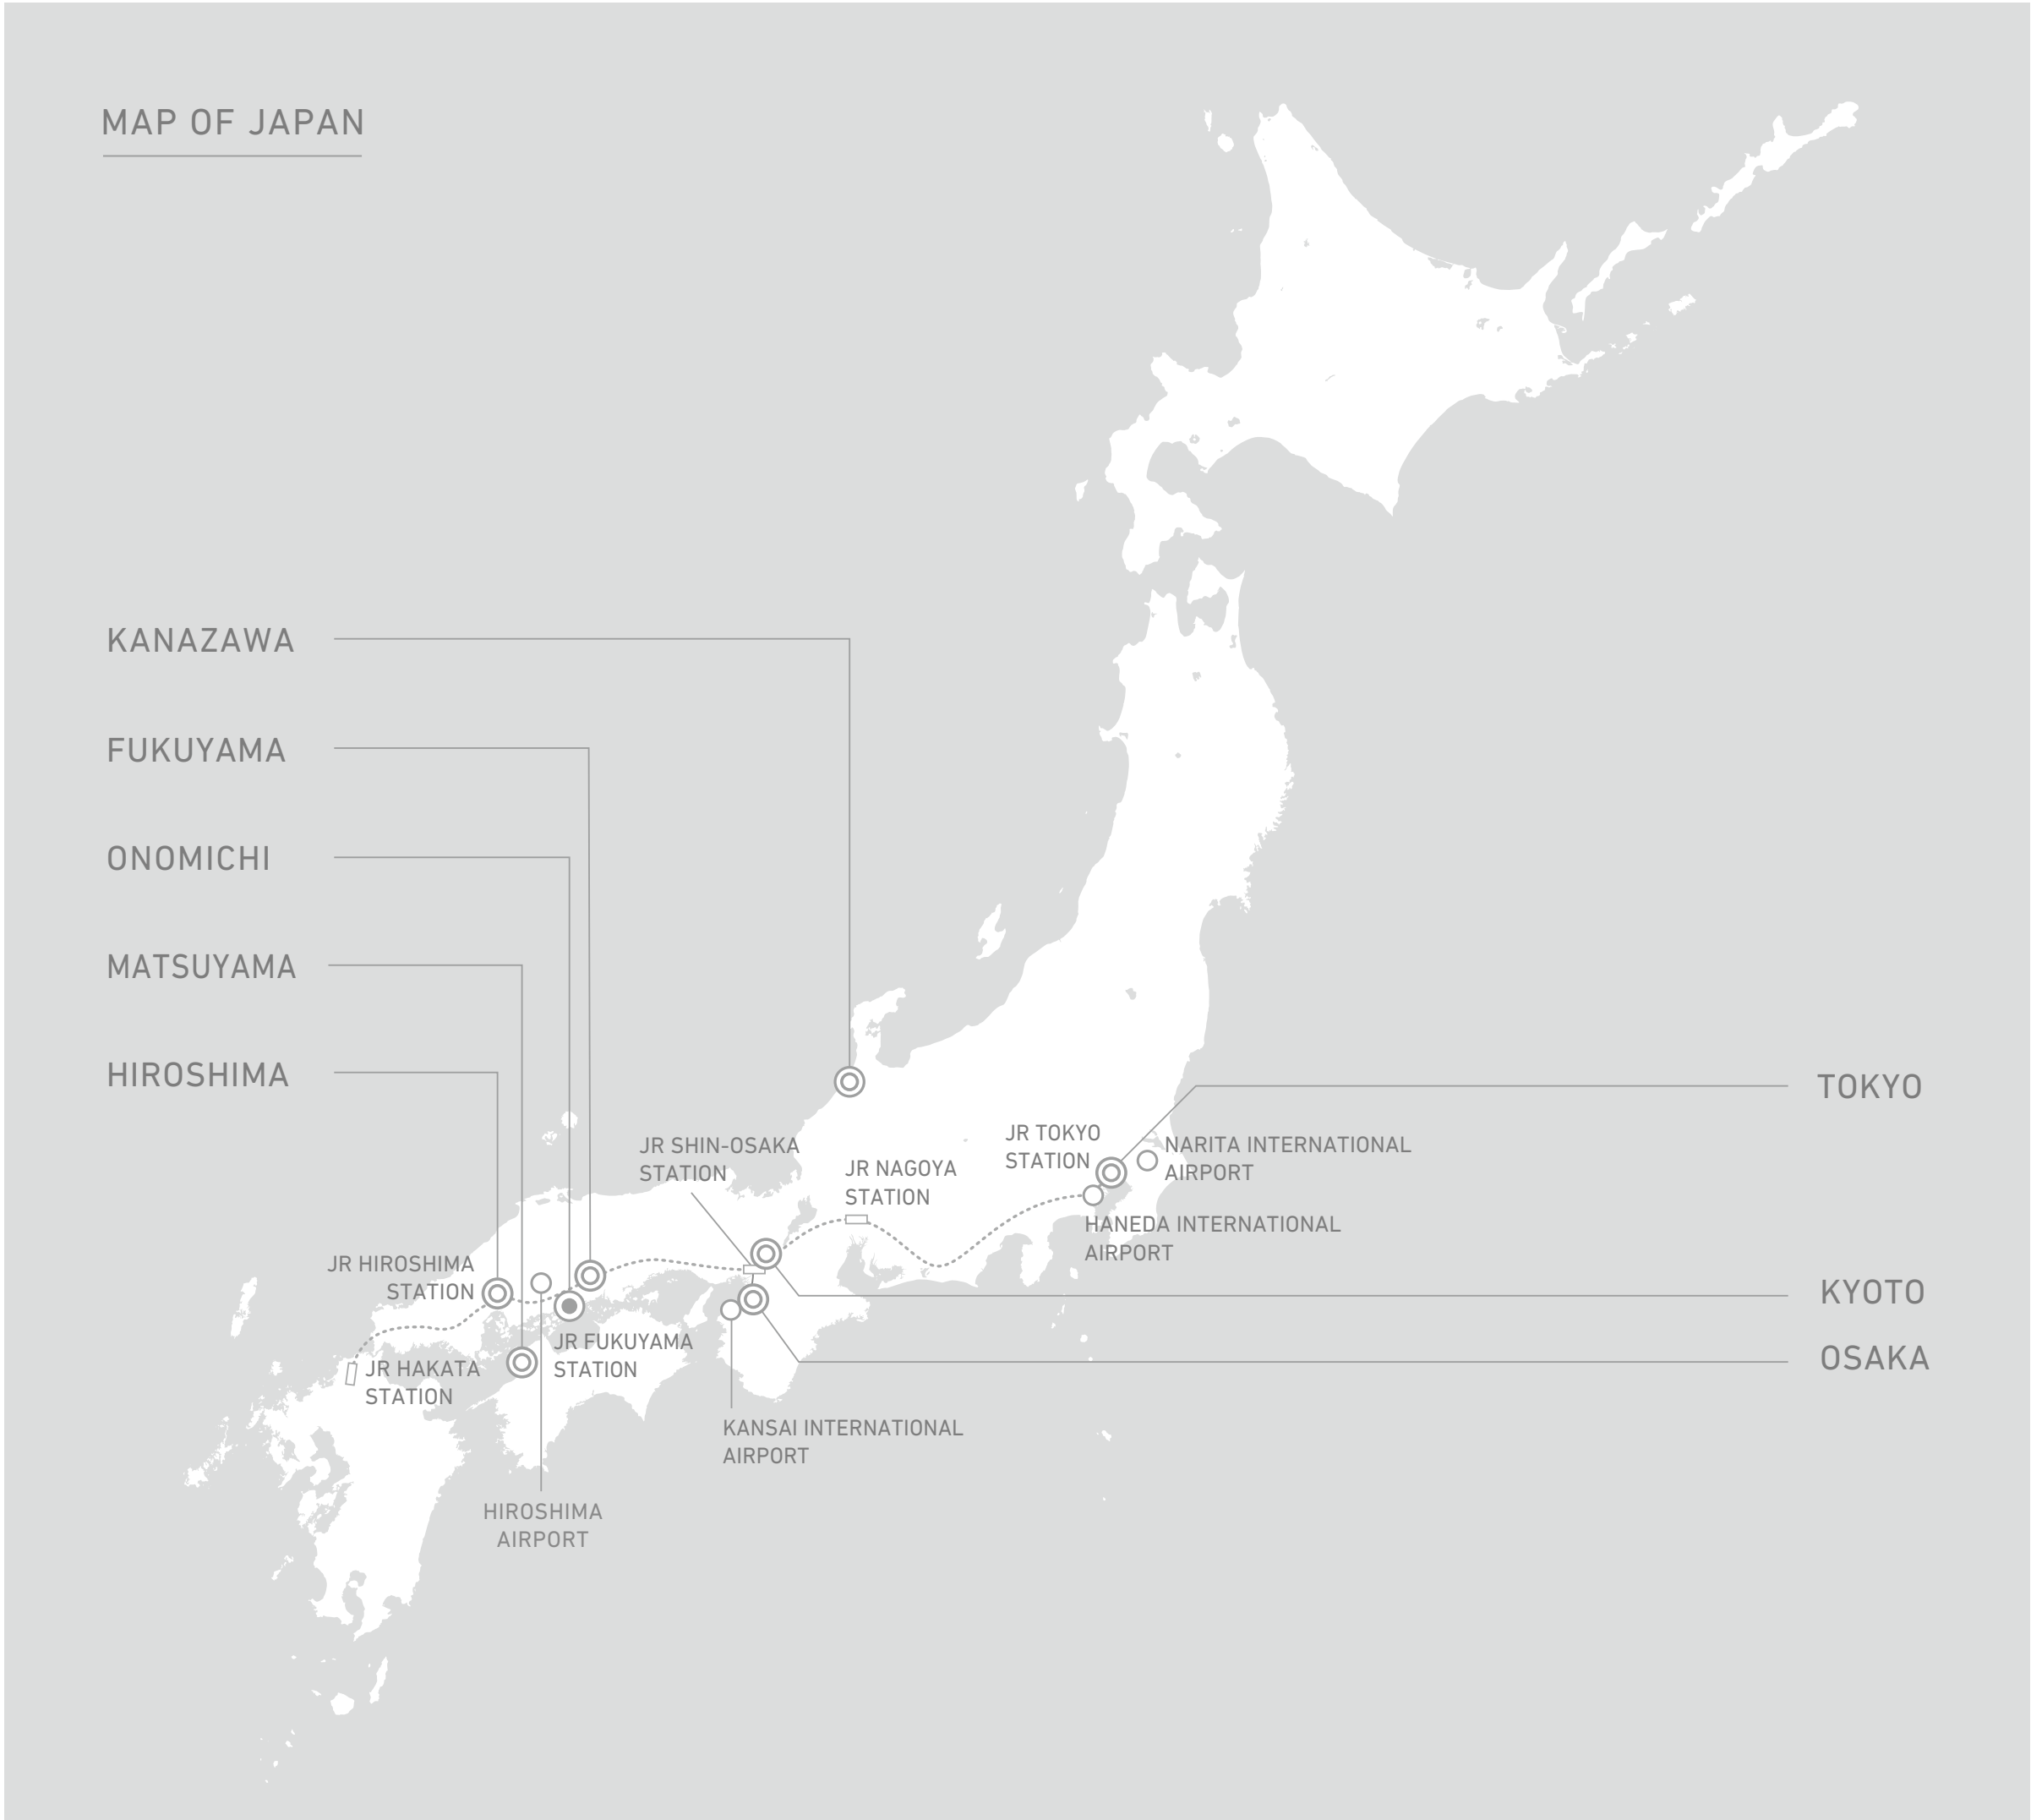 MAP OF JAPAN
KANAZAWA
FUKUYAMA
ONOMICHI
MATSUYAMA
HIROSHIMA
TOKYO
JR TOKYO
STATION
NARITA INTERNATIONAL
AIRPORT
JR SHIN-OSAKA
STATION
JR NAGOYA
STATION
HANEDA INTERNATIONAL
AIRPORT
JR HIROSHIMA
STATION
KYOTO
JR FUKUYAMA
STATION
OSAKA
JR HAKATA
STATION
KANSAI INTERNATIONAL
AIRPORT
HIROSHIMA
AIRPORT